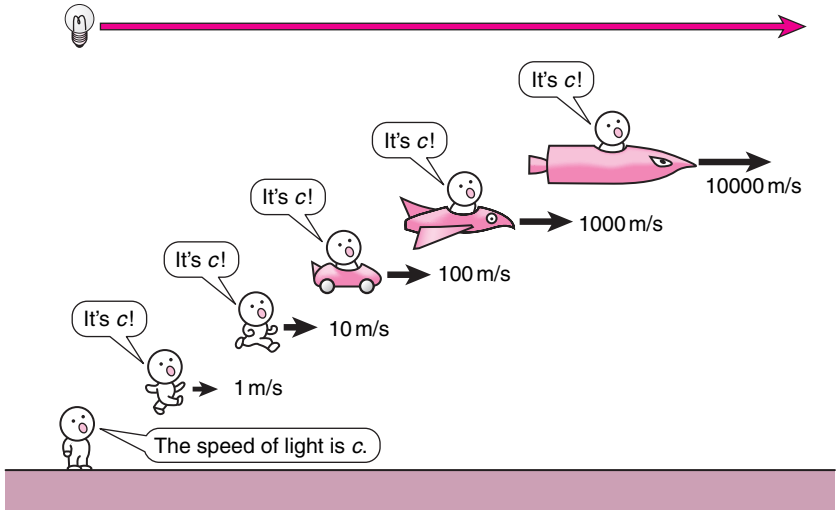 It's c!
10000 m/s
It's c!
1000 m/s
It's c!
100 m/s
It's c!
10 m/s
It's c!
1 m/s
The speed of light is c.